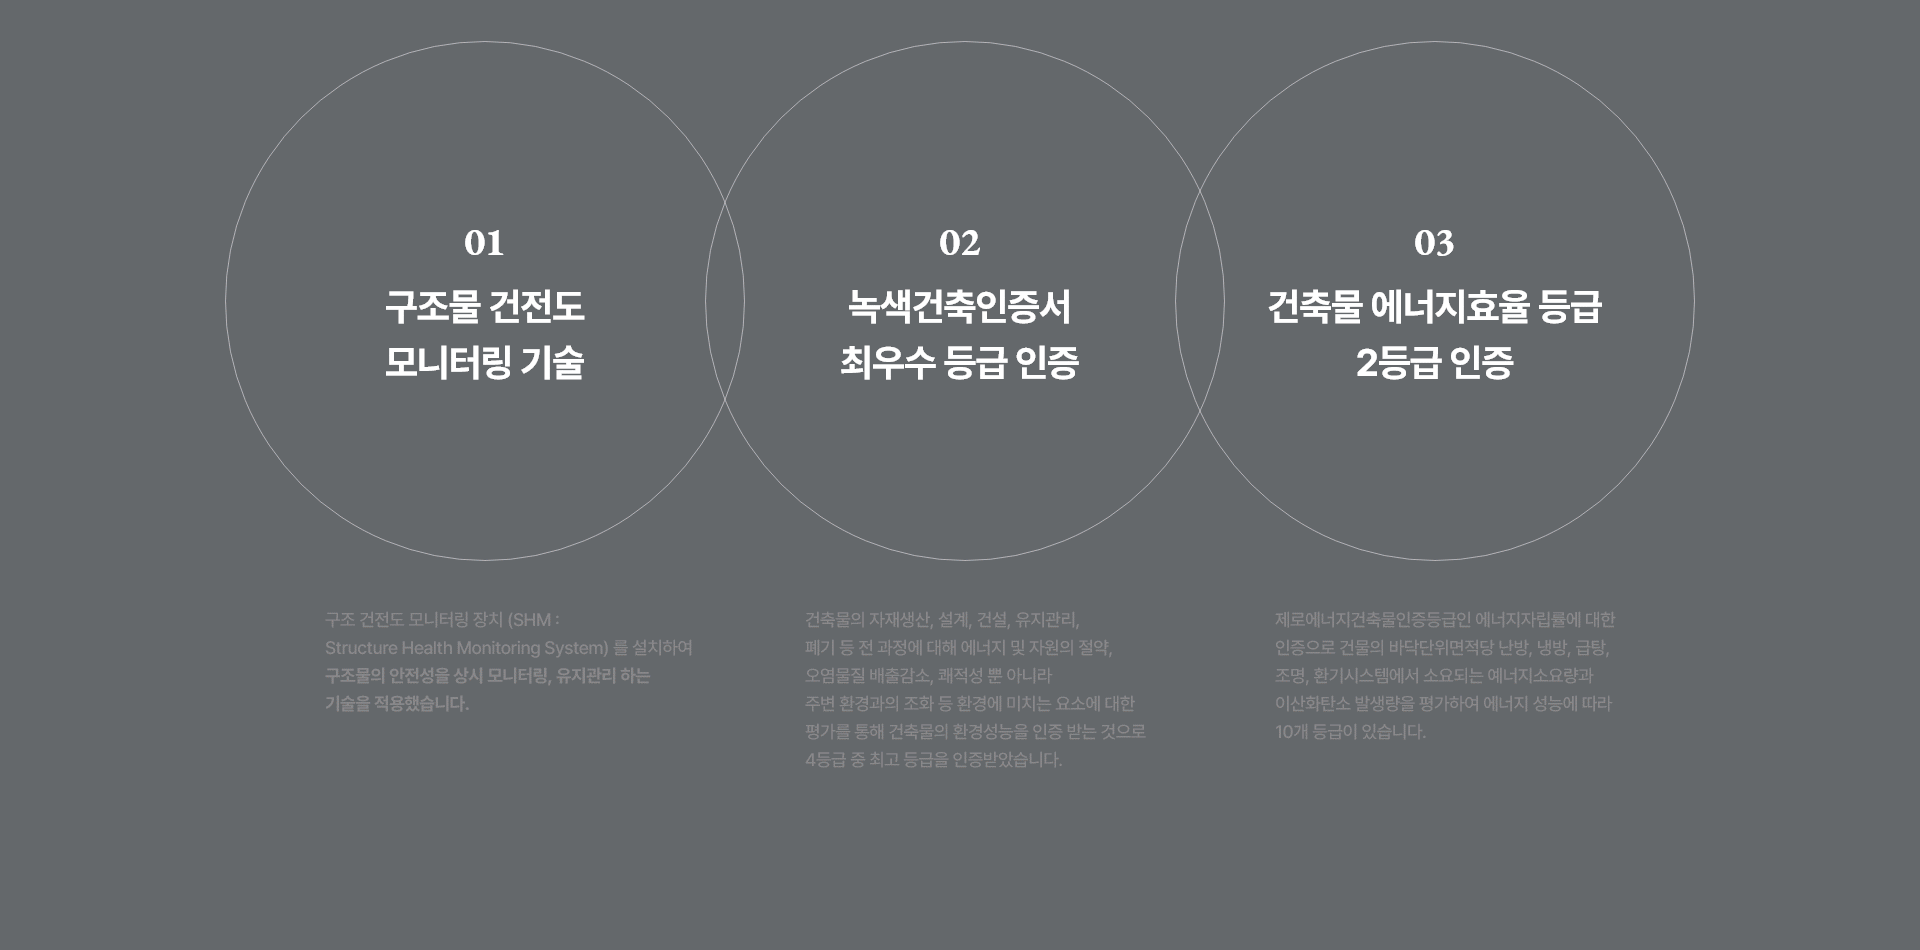 01
구조물 건전도
모니터링 기술
02
녹색건축인증서
최우수 등급 인증
03
건축물 에너지효율 등급
2등급 인증
구조 건전도 모니터링 장치 (SHM :
Structure Health Monitoring System) 를 설치하여
구조물의 안전성을 상시 모니터링, 유지관리 하는
기술을 적용했습니다.
건축물의 자재생산, 설계, 건설, 유지관리,
폐기 등 전 과정에 대해 에너지 및 자원의 절약,
오염물질 배출감소, 쾌적성 뿐 아니라
주변 환경과의 조화 등 환경에 미치는 요소에 대한
평가를 통해 건축물의 환경성능을 인증 받는 것으로
4등급 중 최고 등급을 인증받았습니다.
제로에너지건축물인증등급인 에너지자립률에 대한
인증으로 건물의 바닥단위면적당 난방, 냉방, 급탕,
조명, 환기시스템에서 소요되는 에너지소요량과
이산화탄소 발생량을 평가하여 에너지 성능에 따라
10개 등급이 있습니다.